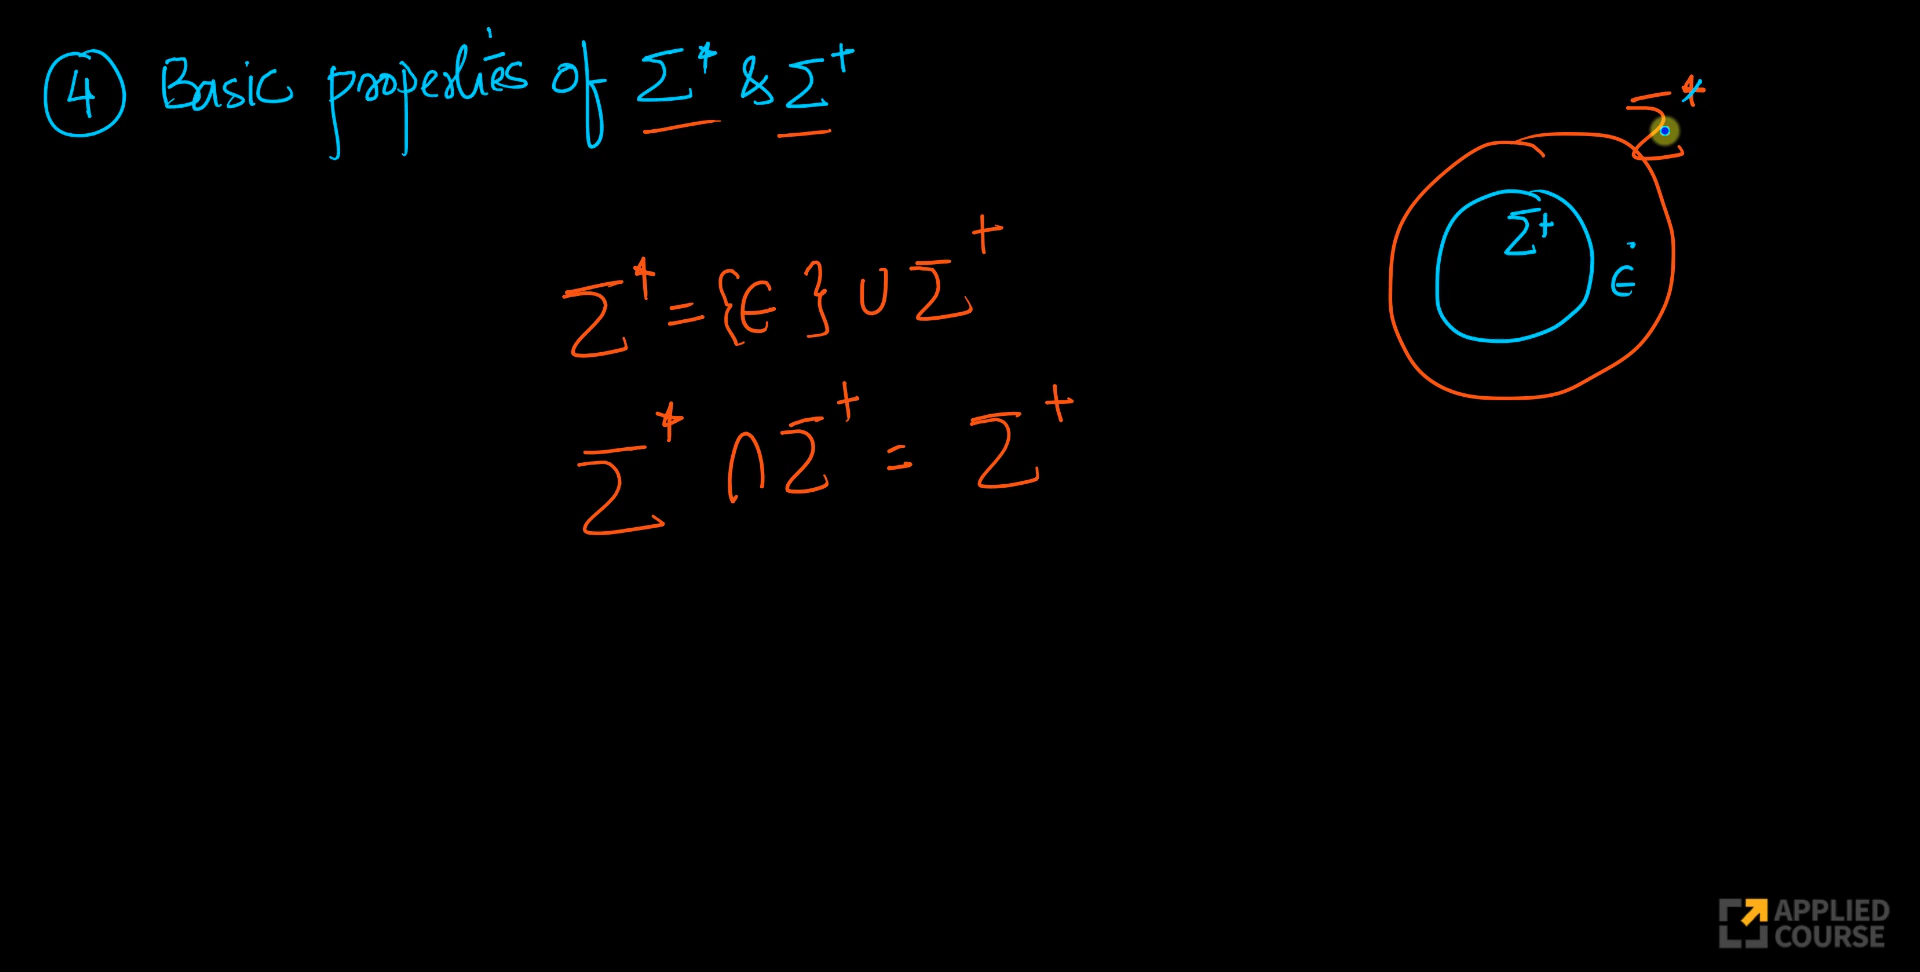 ④ Basic properties of Σ* & Σ⁺
Σ*
Σ⁺
ϵ
Σ* = {ϵ} ∪ Σ⁺
Σ* ∩ Σ⁺ = Σ⁺
APPLIED
COURSE